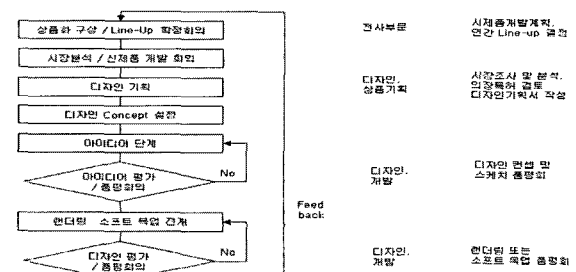 상품화 구상 / Line-Up 확정회의
전사부문
시제품개발계획,
연간 Line-up 결정
시장분석 / 신제품 개발 회의
디자인 기획
디자인,
상품기획
시장조사 및 분석,
의장특허 검토
디자인기획서 작성
디자인 Concept 설정
아이디어 단계
No
아이디어 평가
/ 품평회의
디자인,
개발
디자인 컨셉 및
스케치 품평회
Feed
back
랜더링 소프트 목업 전개
No
디자인 평가
/ 품평회의
디자인,
개발
랜더링 또는
소프트 목업 품평회